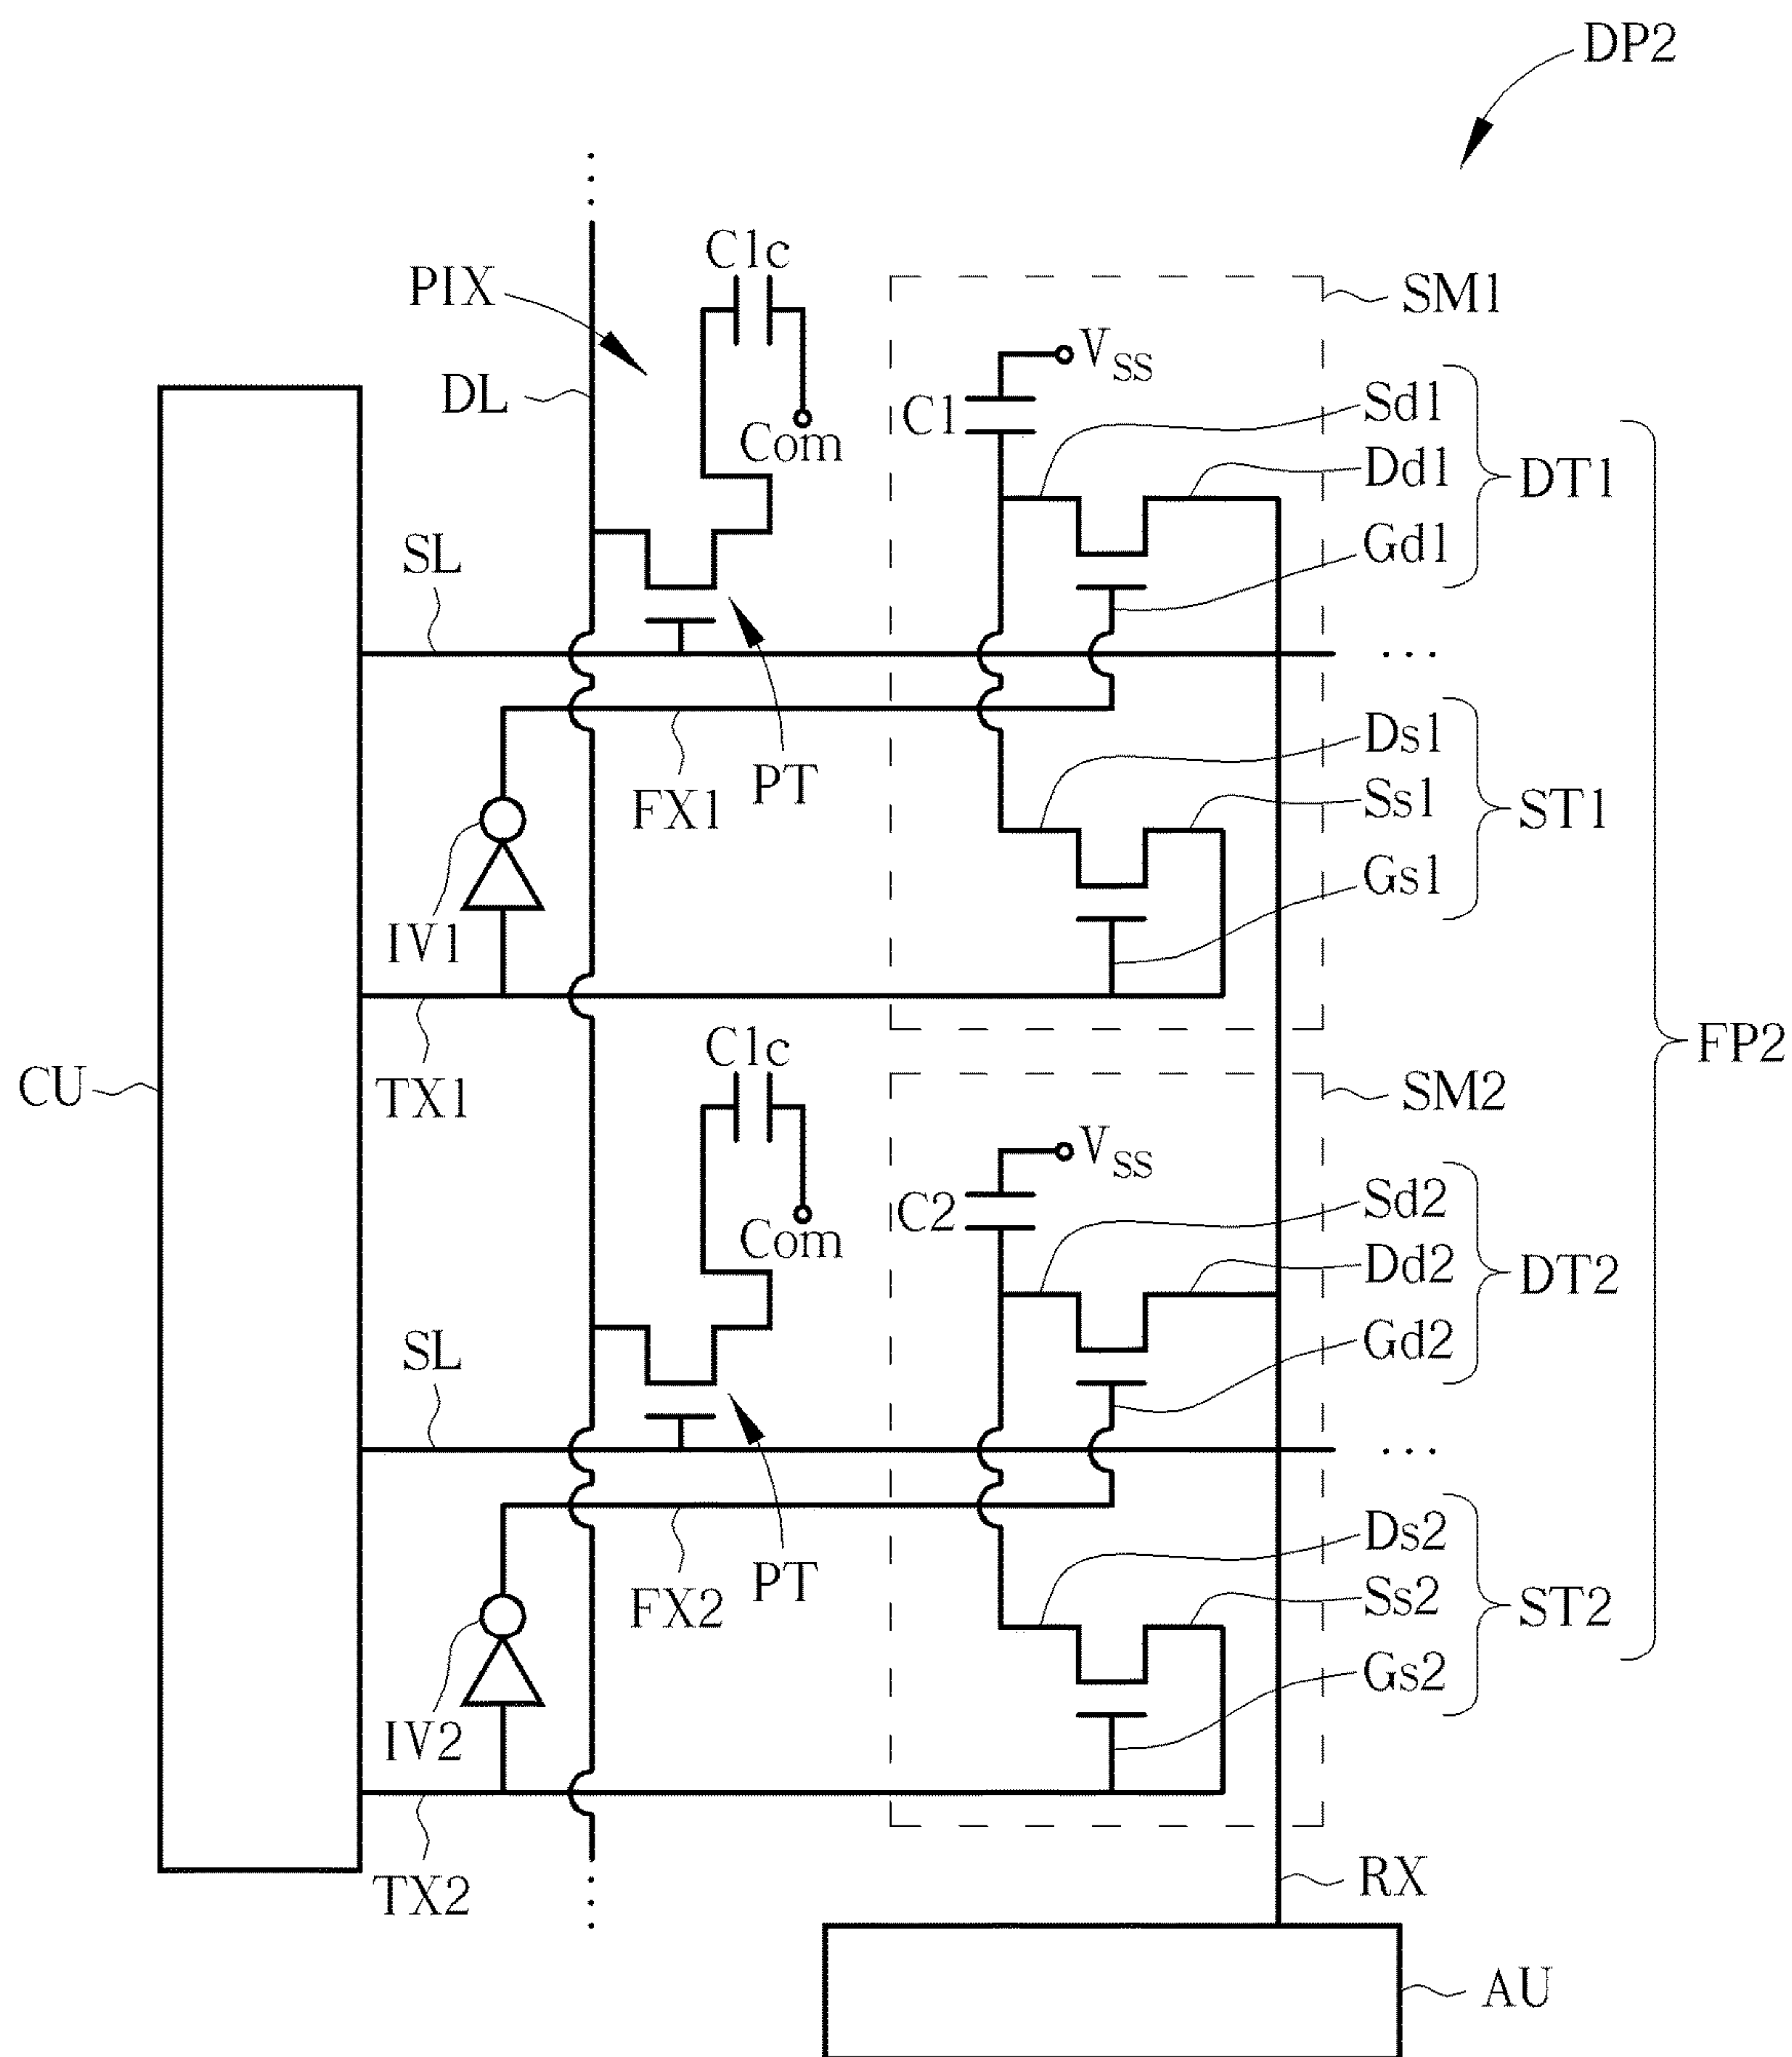 DP2
C1c
PIX
SM1
VSS
DL
Sd1
C1
Com
Dd1
DT1
SL
Gd1
...
Ds1
PT
FX1
Ss1
ST1
Gs1
IV1
C1c
FP2
CU
TX1
SM2
VSS
Sd2
C2
Com
Dd2
DT2
SL
Gd2
...
Ds2
PT
FX2
Ss2
ST2
Gs2
IV2
TX2
RX
AU